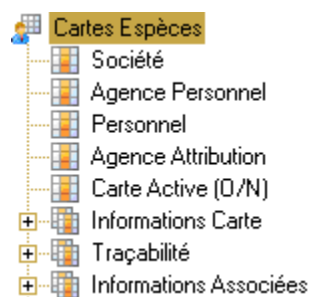 Cartes Espèces
Société
Agence Personnel
Personnel
Agence Attribution
Carte Active (O/N)
Informations Carte
Traçabilité
Informations Associées